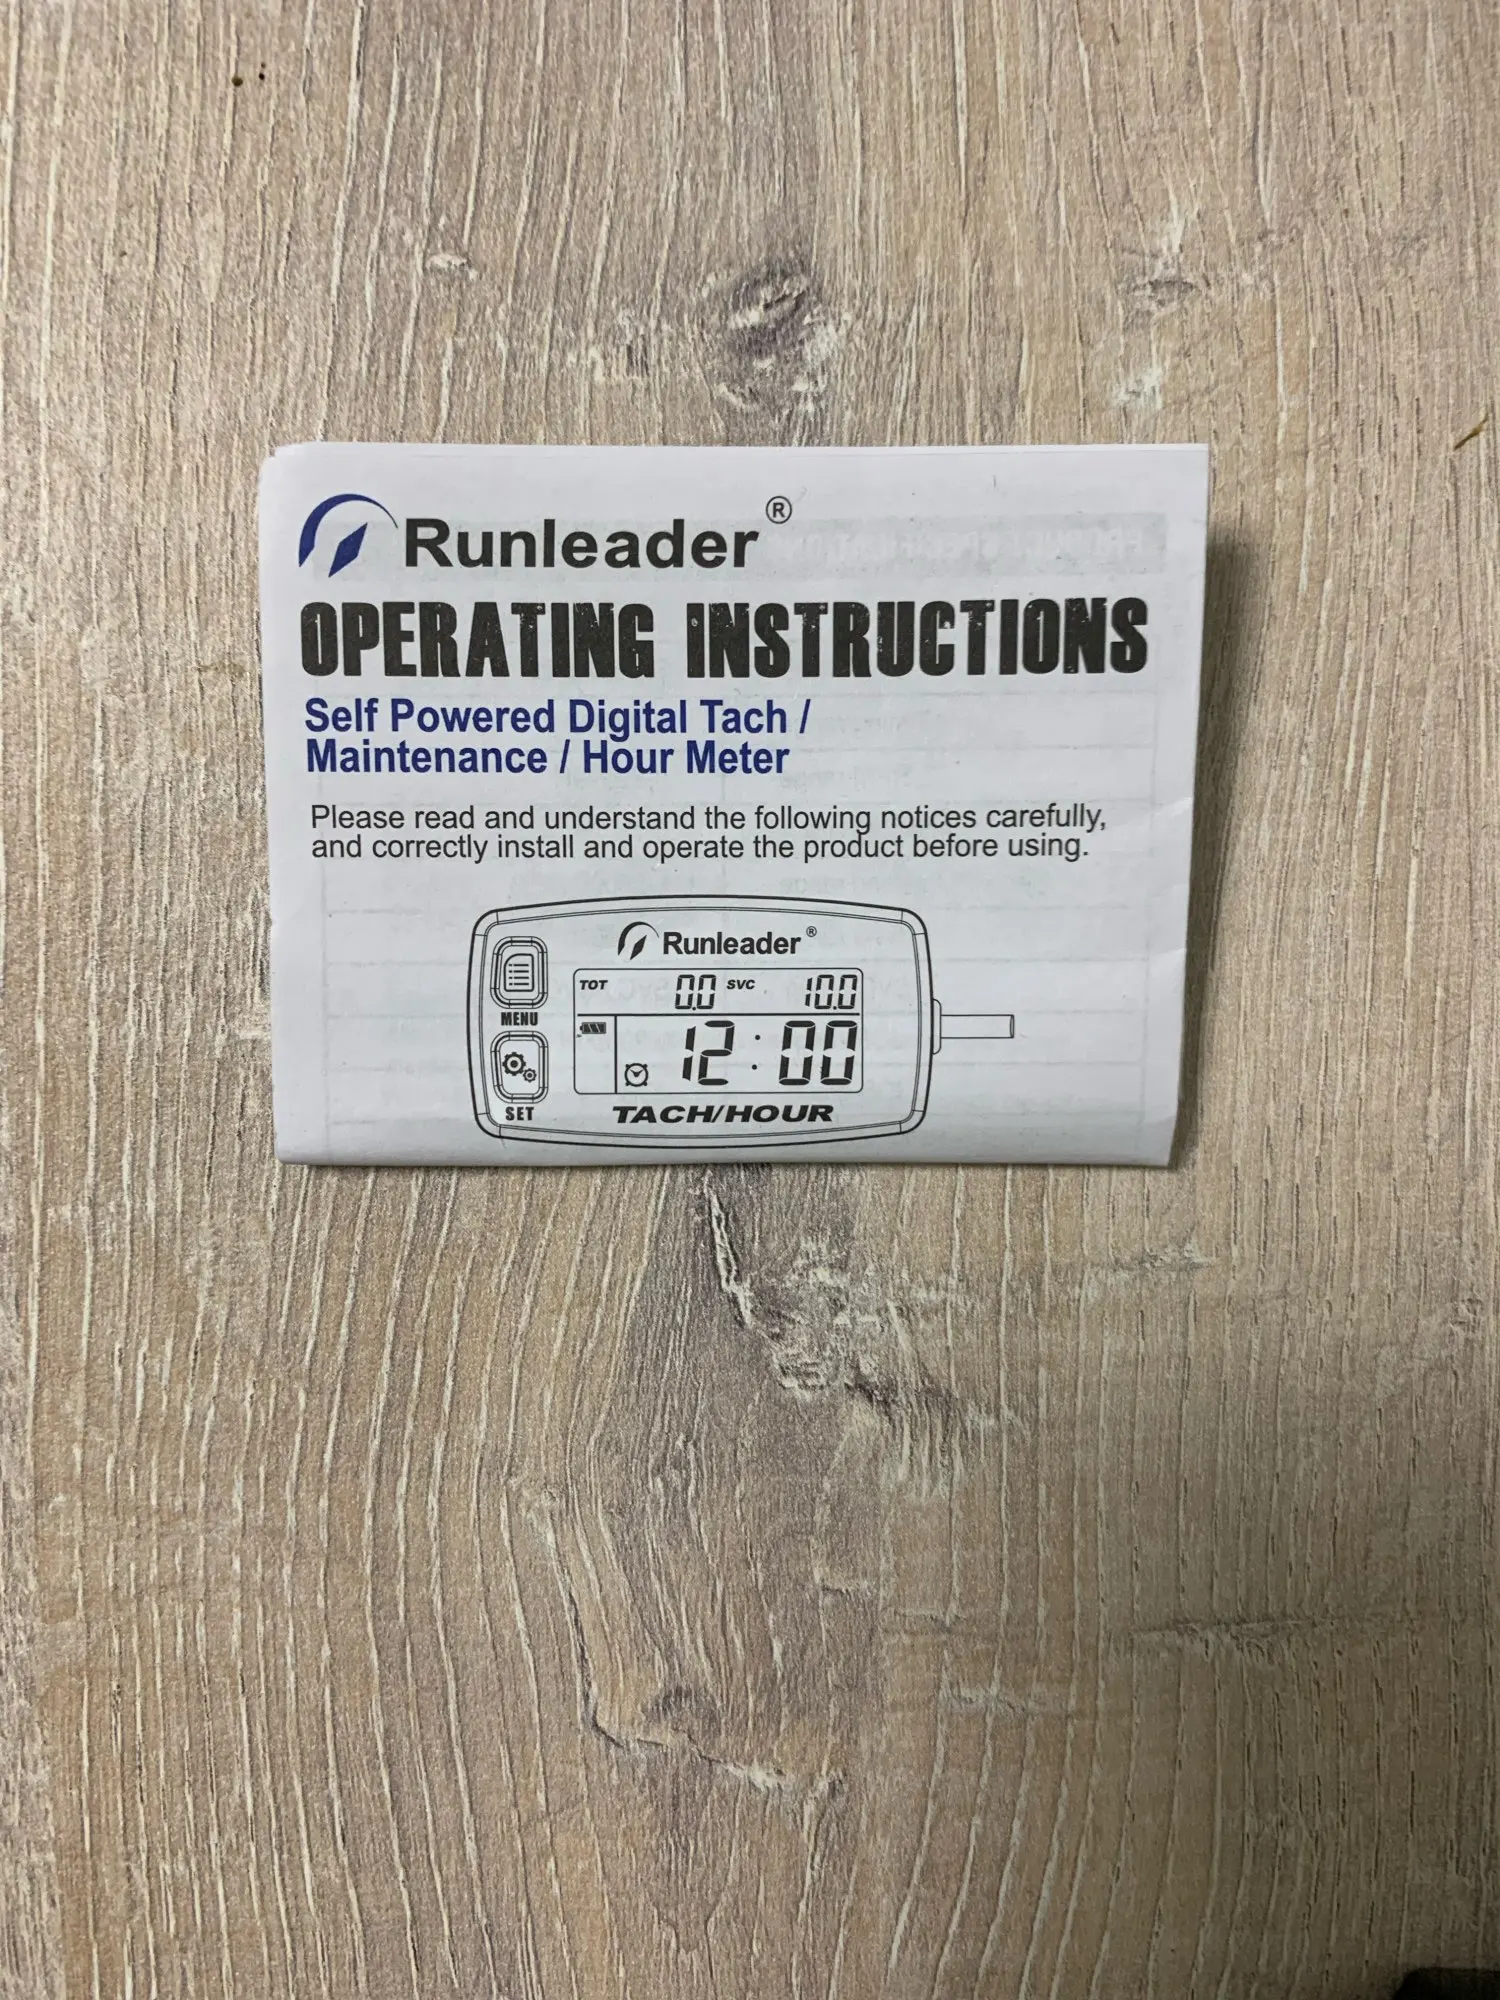 Runleader®
OPERATING INSTRUCTIONS
Self Powered Digital Tach /
Maintenance / Hour Meter
Please read and understand the following notices carefully,
and correctly install and operate the product before using.
Runleader®
TOT 0.0 SVC 10.0
MENU
12:00
SET
TACH/HOUR